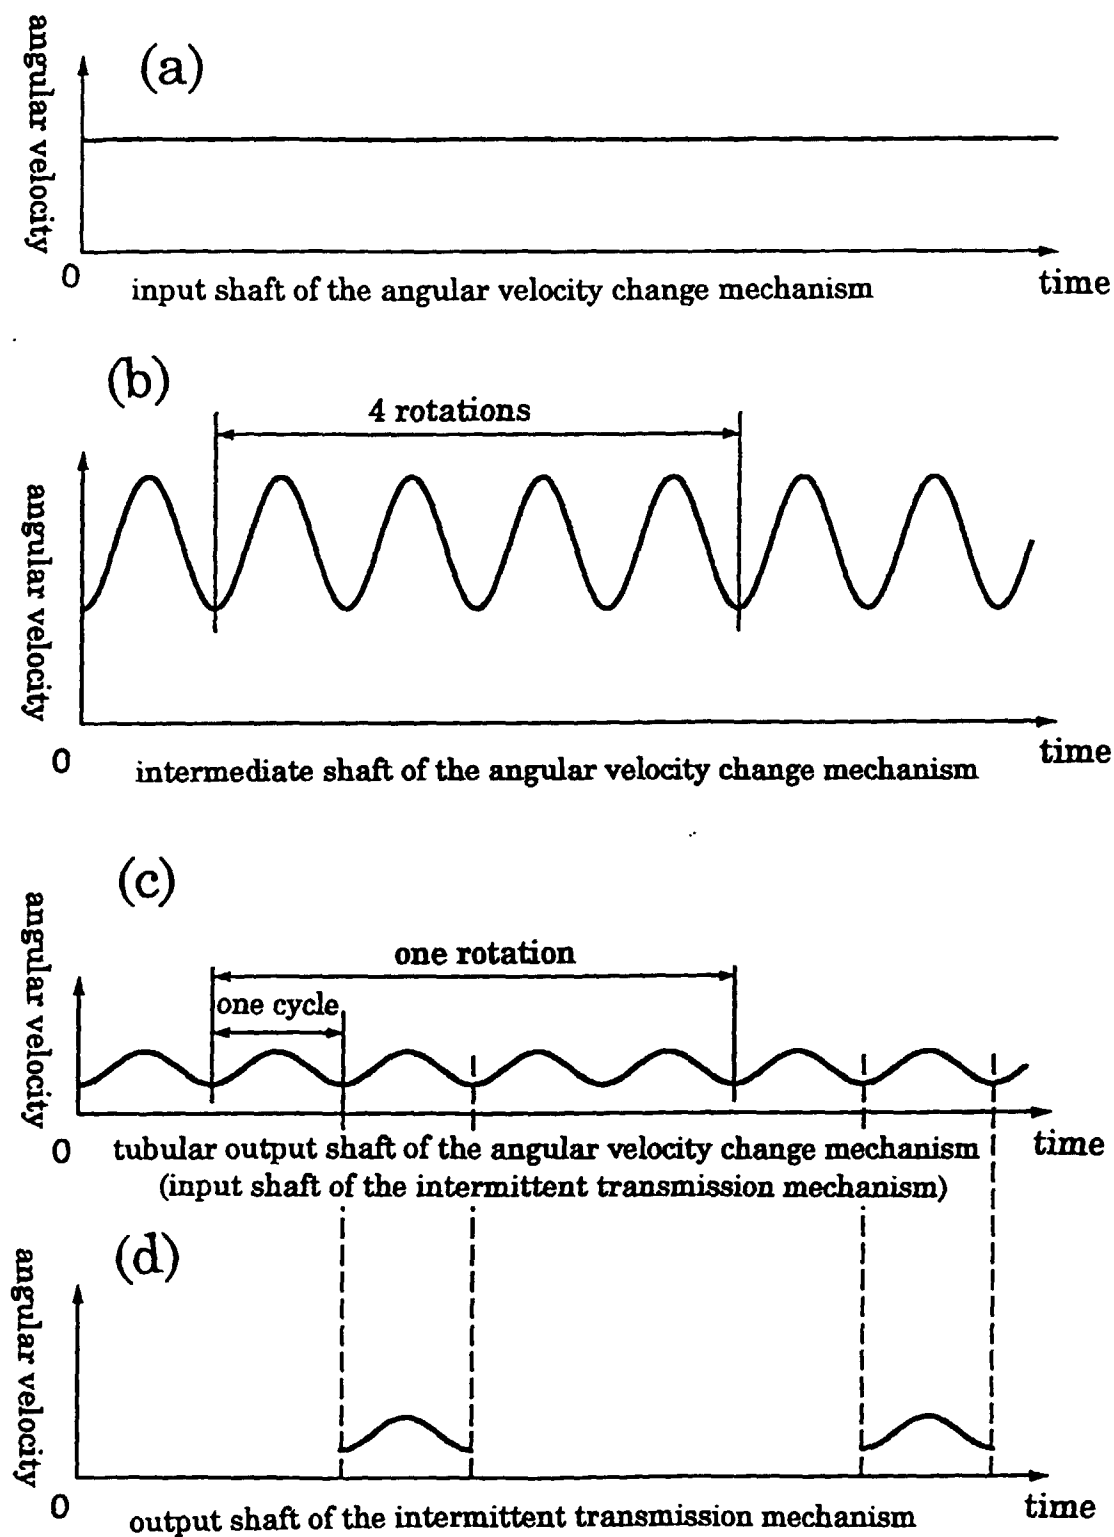 (a)
angular velocity
0
time
input shaft of the angular velocity change mechanism
(b)
4 rotations
angular velocity
0
time
intermediate shaft of the angular velocity change mechanism
(c)
one rotation
one cycle
angular velocity
0
time
tubular output shaft of the angular velocity change mechanism
(input shaft of the intermittent transmission mechanism)
(d)
angular velocity
0
time
output shaft of the intermittent transmission mechanism